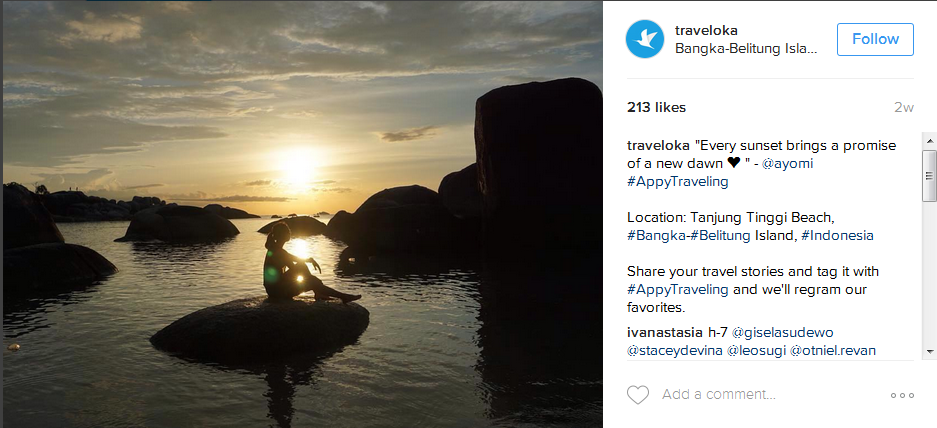 traveloka
Bangka-Belitung Isla...
Follow
213 likes
2w
traveloka "Every sunset brings a promise
of a new dawn ♥ " - @ayomi
#AppyTraveling
Location: Tanjung Tinggi Beach,
#Bangka-#Belitung Island, #Indonesia
Share your travel stories and tag it with
#AppyTraveling and we'll regram our
favorites.
ivanastasia h-7 @giselasudewo
@staceydevina @leosugi @otniel.revan
Add a comment...